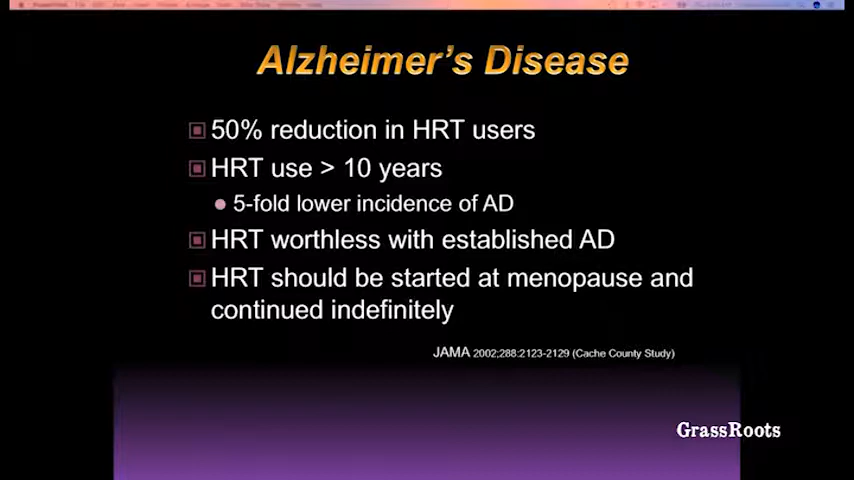 Alzheimer's Disease
50% reduction in HRT users
HRT use > 10 years
5-fold lower incidence of AD
HRT worthless with established AD
HRT should be started at menopause and
continued indefinitely
JAMA 2002;288:2123-2129 (Cache County Study)
GrassRoots